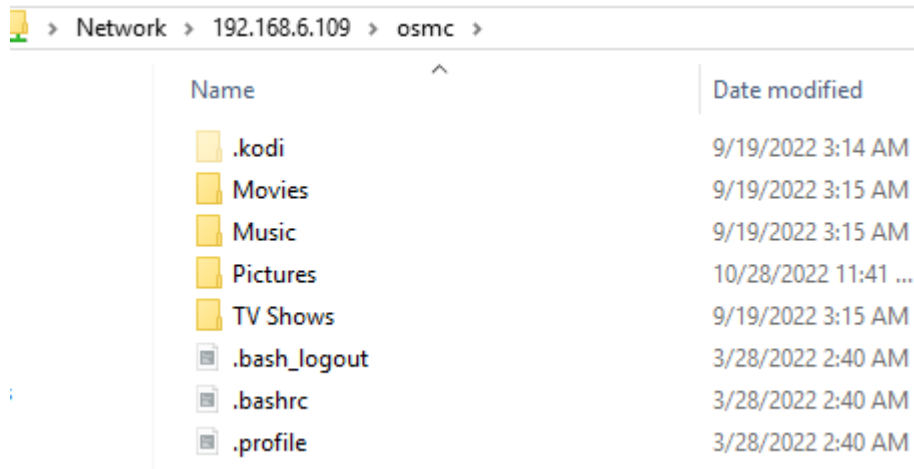 Network > 192.168.6.109 > osmc >
Name Date modified
.kodi 9/19/2022 3:14 AM
Movies 9/19/2022 3:15 AM
Music 9/19/2022 3:15 AM
Pictures 10/28/2022 11:41 ...
TV Shows 9/19/2022 3:15 AM
.bash_logout 3/28/2022 2:40 AM
.bashrc 3/28/2022 2:40 AM
.profile 3/28/2022 2:40 AM